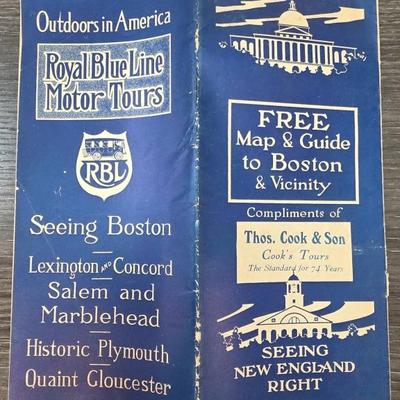 Outdoors in America
Royal Blue Line
Motor Tours
RBL
Seeing Boston
Lexington AND Concord
Salem and
Marblehead
Historic Plymouth
Quaint Gloucester
FREE
Map & Guide
to Boston
& Vicinity
Compliments of
Thos. Cook & Son
Cook's Tours
The Standard for 74 Years
SEEING
NEW ENGLAND
RIGHT